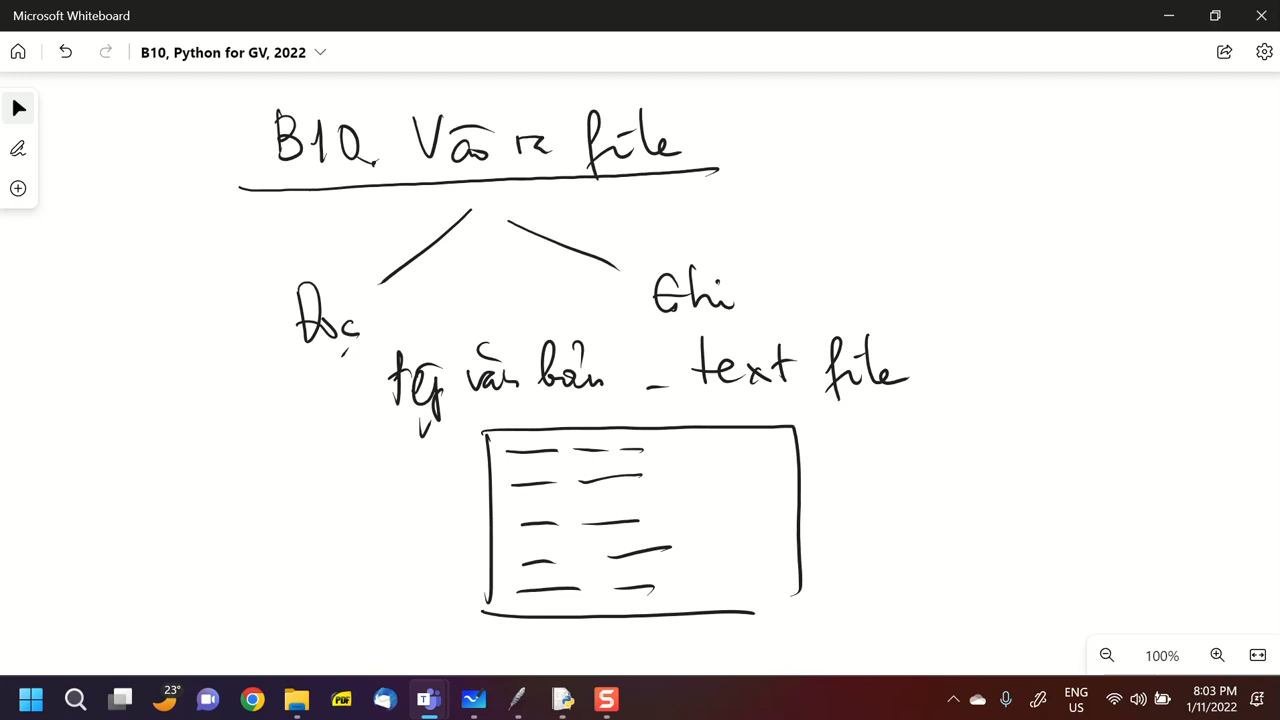 Microsoft Whiteboard
B10, Python for GV, 2022
B10. Vào ra file
Đọc
Ghi
tệp văn bản - text file
100%
23°
PDF
S
ENG
US
8:03 PM
1/11/2022